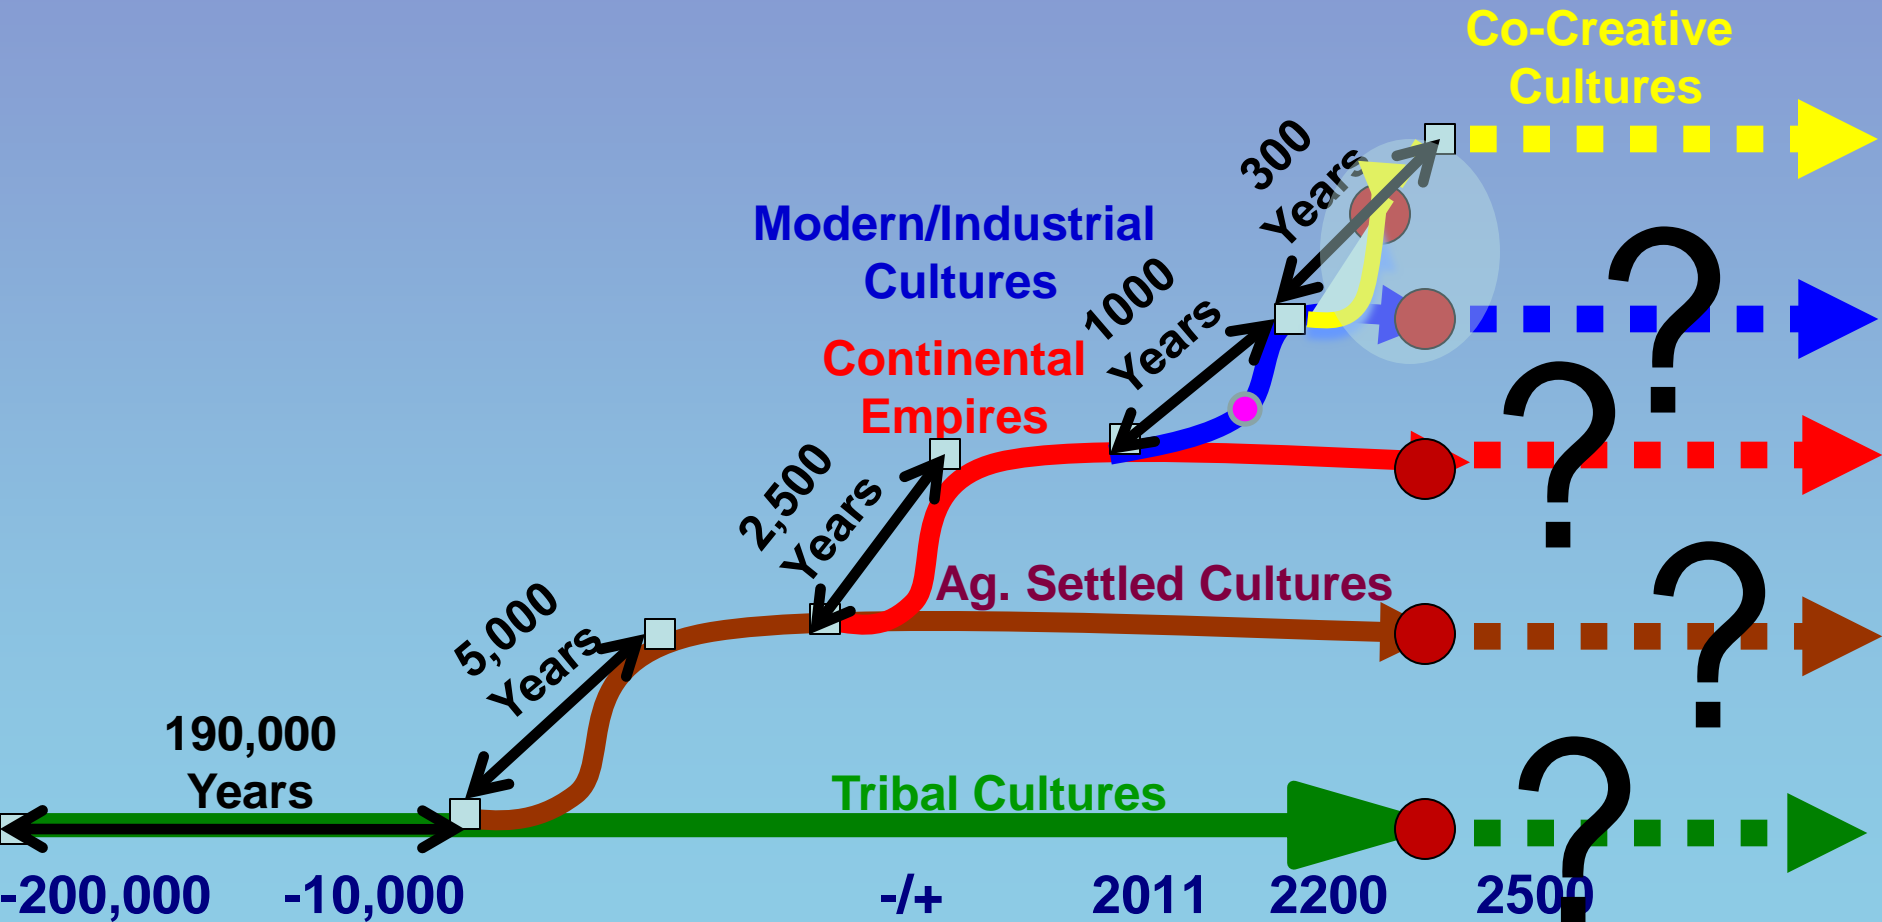 Co-Creative
Cultures
300
Years
Modern/Industrial
Cultures
1000
Years
?
Continental
Empires
?
2,500
Years
Ag. Settled Cultures
?
5,000
Years
190,000
Years
Tribal Cultures
?
-200,000
-10,000
-/+
2011
2200
2500